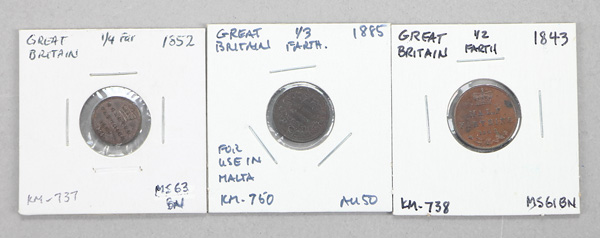 GREAT 1/4 FAR 1852
BRITAIN
KM-737 MS63
BN
GREAT 1/3 1885
BRITAIN FARTH.
FOR
USE IN
MALTA
KM-750 AU50
GREAT 1/2 1843
BRITAIN FARTH
KM-738 MS61BN